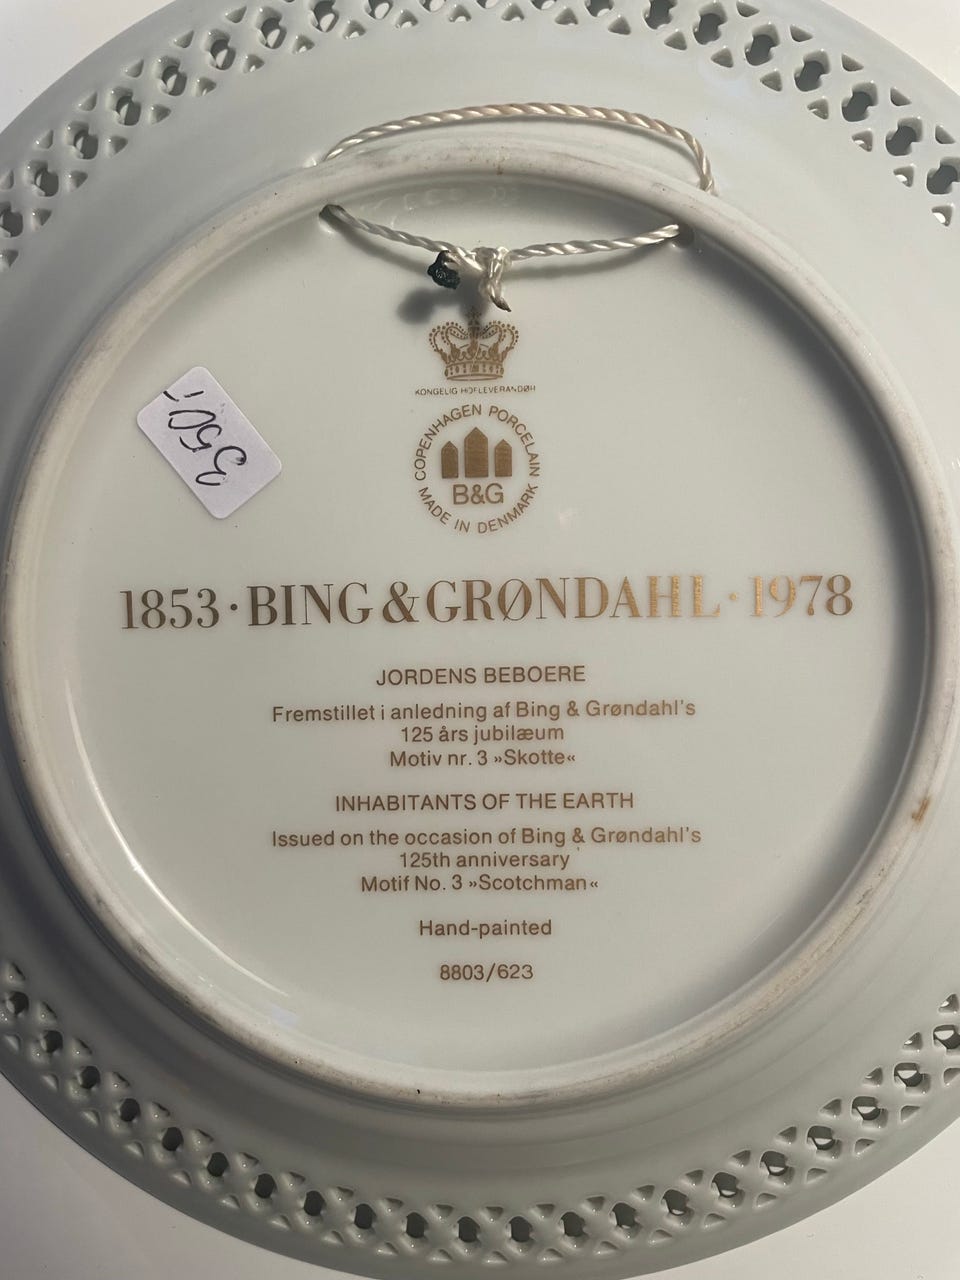 350,-
KONGELIG HOFLEVERANDØR
COPENHAGEN PORCELAIN
B&G
MADE IN DENMARK
1853·BING & GRØNDAHL·1978
JORDENS BEBOERE
Fremstillet i anledning af Bing & Grøndahl's
125 års jubilæum
Motiv nr. 3 »Skotte«
INHABITANTS OF THE EARTH
Issued on the occasion of Bing & Grøndahl's
125th anniversary
Motif No. 3 »Scotchman«
Hand-painted
8803/623